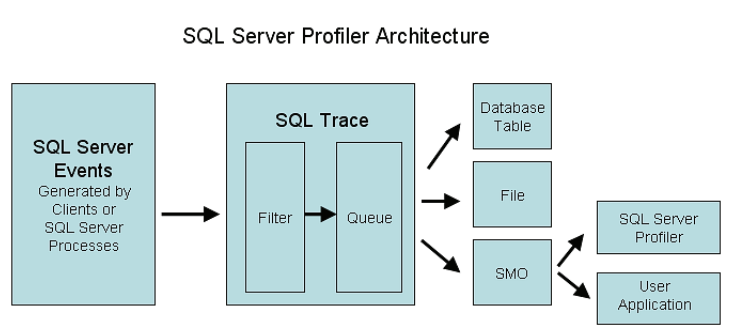 SQL Server Profiler Architecture
SQL Server
Events
Generated by
Clients or
SQL Server
Processes
SQL Trace
Filter
Queue
Database
Table
File
SMO
SQL Server
Profiler
User
Application